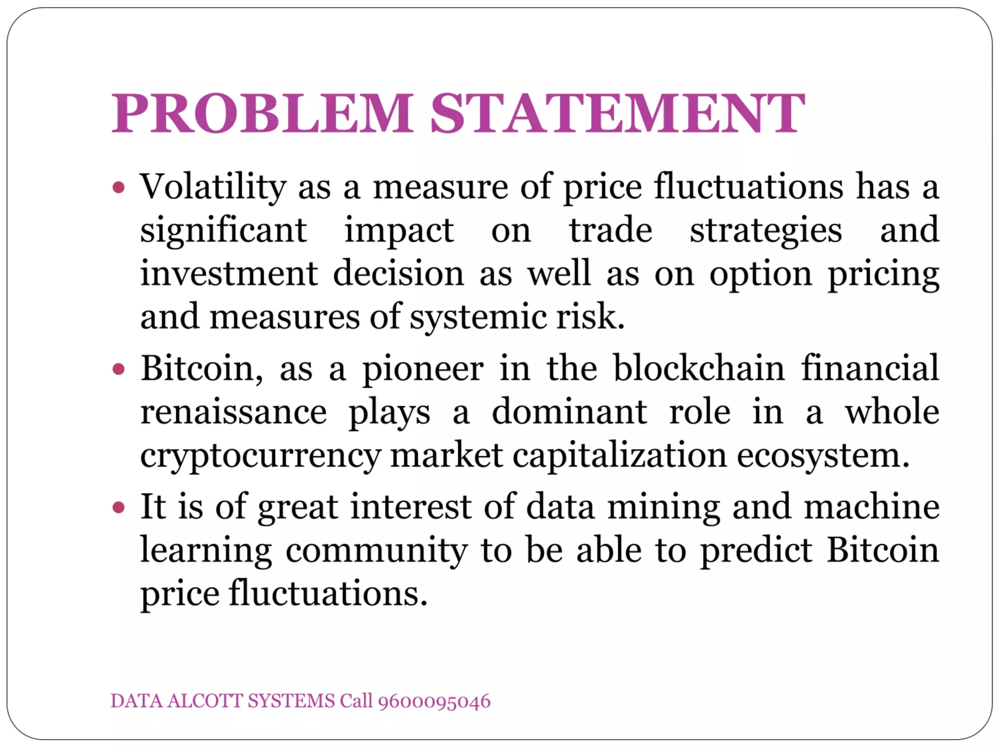 PROBLEM STATEMENT
• Volatility as a measure of price fluctuations has a
significant impact on trade strategies and
investment decision as well as on option pricing
and measures of systemic risk.
• Bitcoin, as a pioneer in the blockchain financial
renaissance plays a dominant role in a whole
cryptocurrency market capitalization ecosystem.
• It is of great interest of data mining and machine
learning community to be able to predict Bitcoin
price fluctuations.
DATA ALCOTT SYSTEMS Call 9600095046